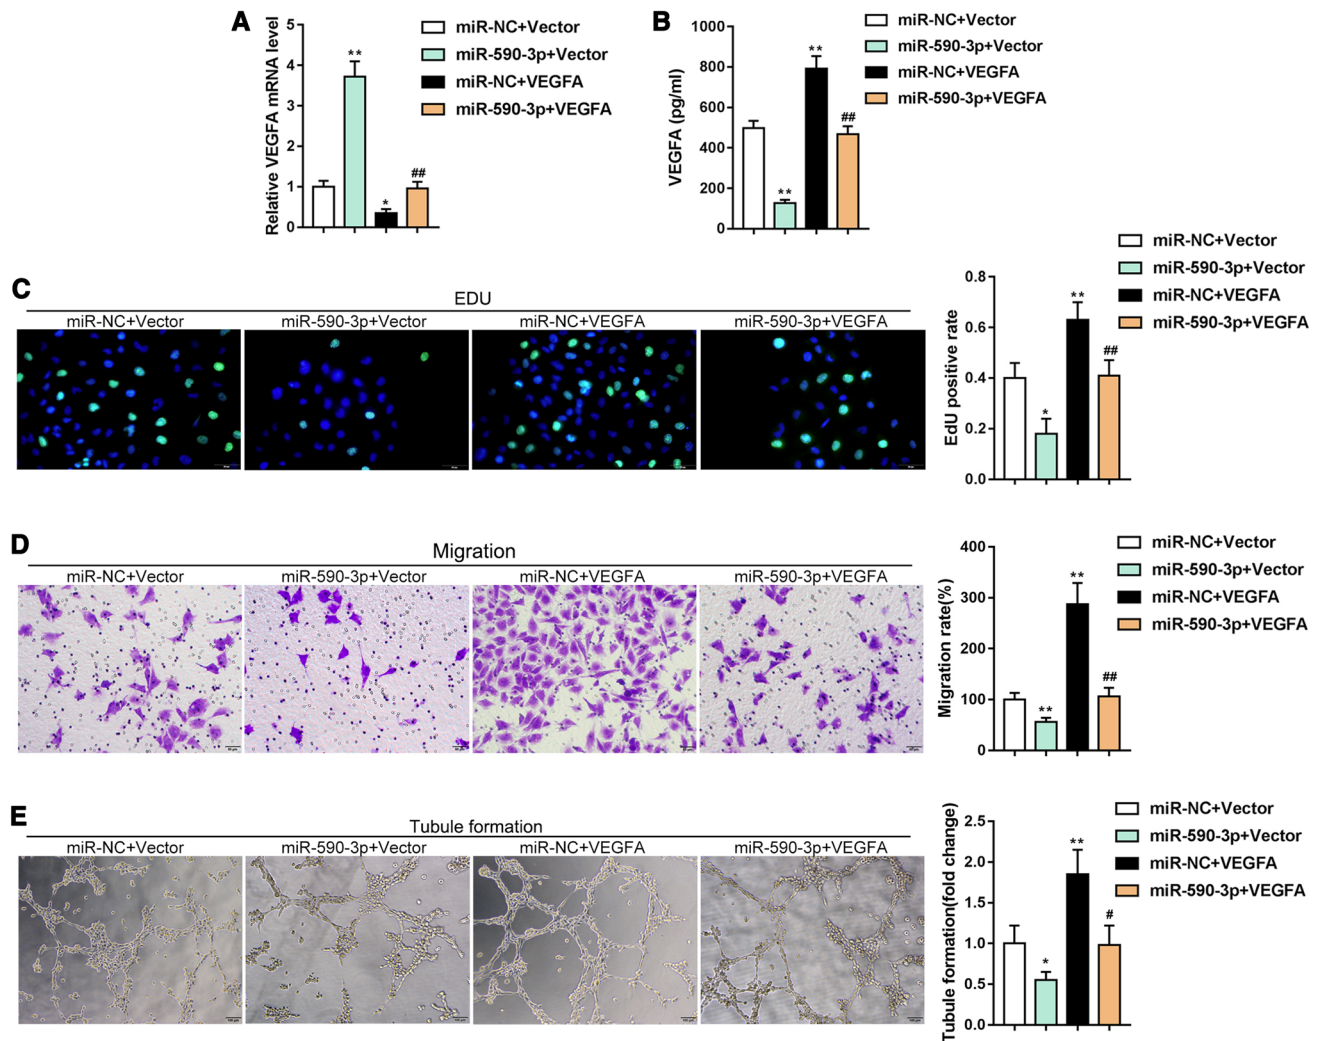 A
Relative VEGFA mRNA level
5
4
3
2
1
0
**
*
##
miR-NC+Vector
miR-590-3p+Vector
miR-NC+VEGFA
miR-590-3p+VEGFA
B
VEGFA (pg/ml)
1000
800
600
400
200
0
**
**
##
miR-NC+Vector
miR-590-3p+Vector
miR-NC+VEGFA
miR-590-3p+VEGFA
C
EDU
miR-NC+Vector miR-590-3p+Vector miR-NC+VEGFA miR-590-3p+VEGFA
EdU positive rate
0.8
0.6
0.4
0.2
0.0
*
**
##
miR-NC+Vector
miR-590-3p+Vector
miR-NC+VEGFA
miR-590-3p+VEGFA
D
Migration
miR-NC+Vector miR-590-3p+Vector miR-NC+VEGFA miR-590-3p+VEGFA
Migration rate(%)
400
300
200
100
0
**
**
##
miR-NC+Vector
miR-590-3p+Vector
miR-NC+VEGFA
miR-590-3p+VEGFA
E
Tubule formation
miR-NC+Vector miR-590-3p+Vector miR-NC+VEGFA miR-590-3p+VEGFA
Tubule formation(fold change)
2.5
2.0
1.5
1.0
0.5
0.0
*
**
#
miR-NC+Vector
miR-590-3p+Vector
miR-NC+VEGFA
miR-590-3p+VEGFA